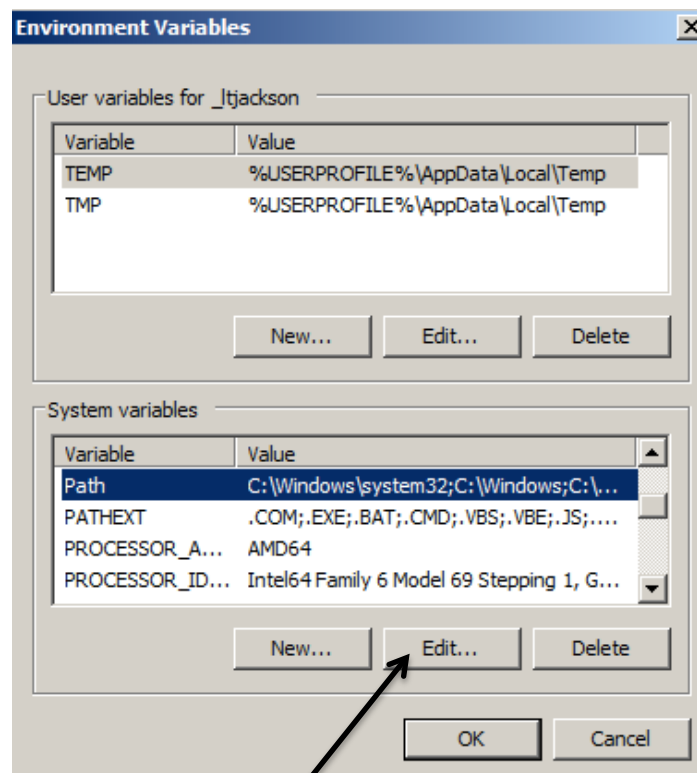 Environment Variables
User variables for _ltjackson
Variable Value
TEMP %USERPROFILE%\AppData\Local\Temp
TMP %USERPROFILE%\AppData\Local\Temp
New... Edit... Delete
System variables
Variable Value
Path C:\Windows\system32;C:\Windows;C:\...
PATHEXT .COM;.EXE;.BAT;.CMD;.VBS;.VBE;.JS;....
PROCESSOR_A... AMD64
PROCESSOR_ID... Intel64 Family 6 Model 69 Stepping 1, G...
New... Edit... Delete
OK Cancel